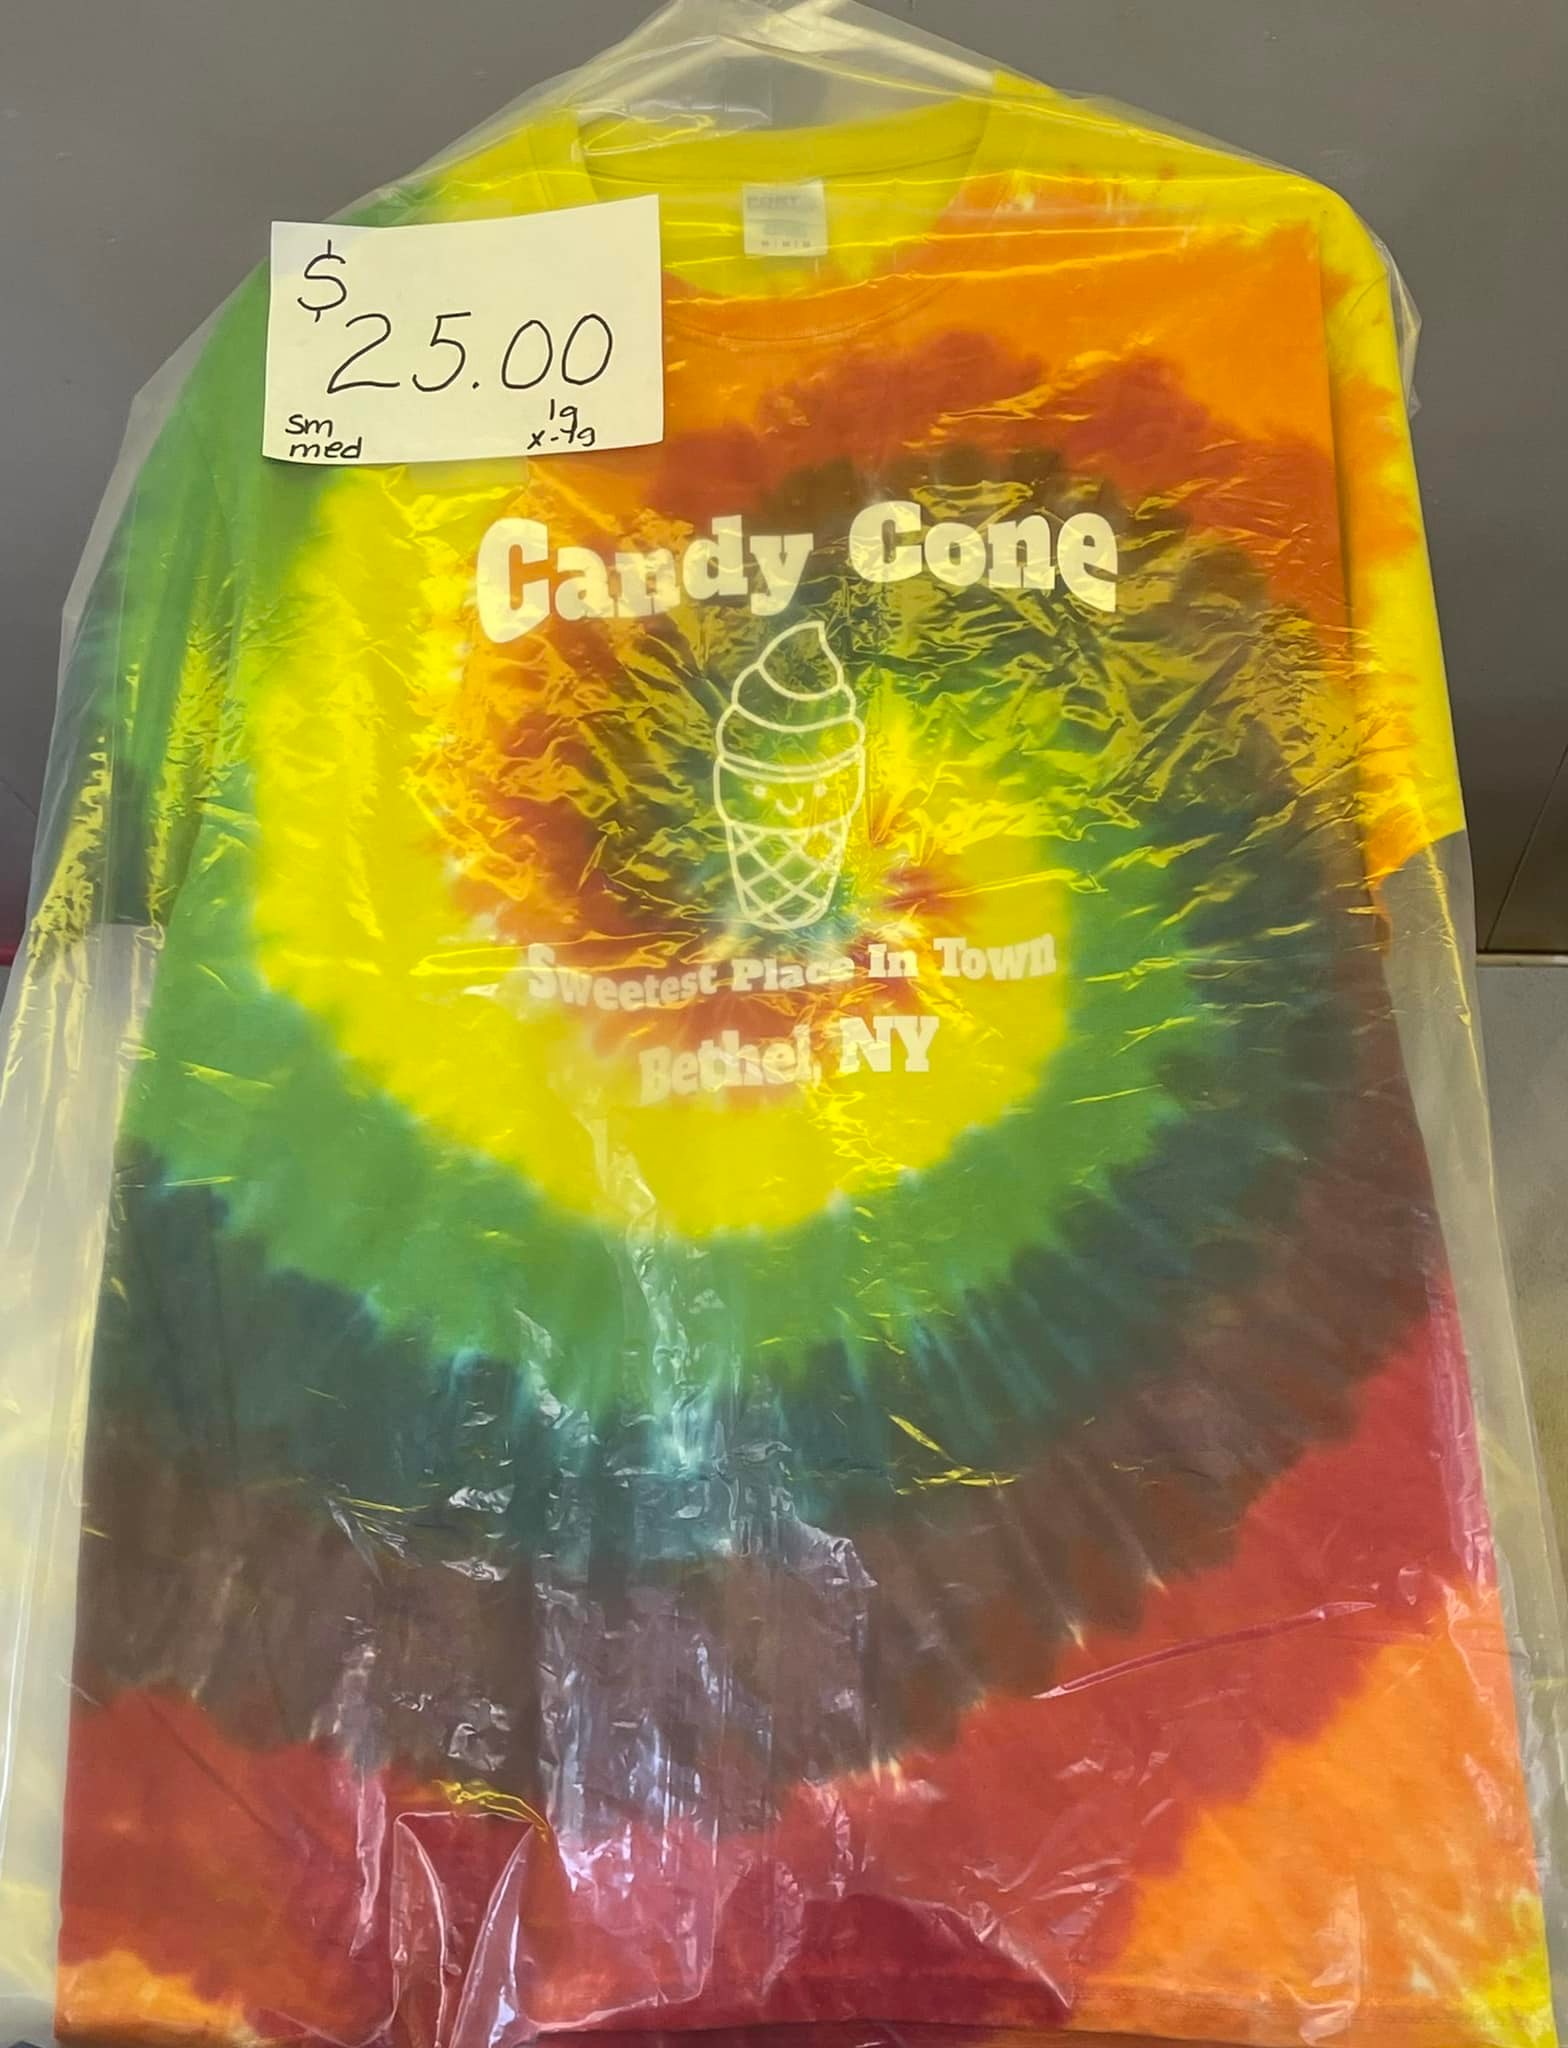 $
25.00
sm lg
med x-lg
Candy Cone
Sweetest Place In Town
Bethel, NY